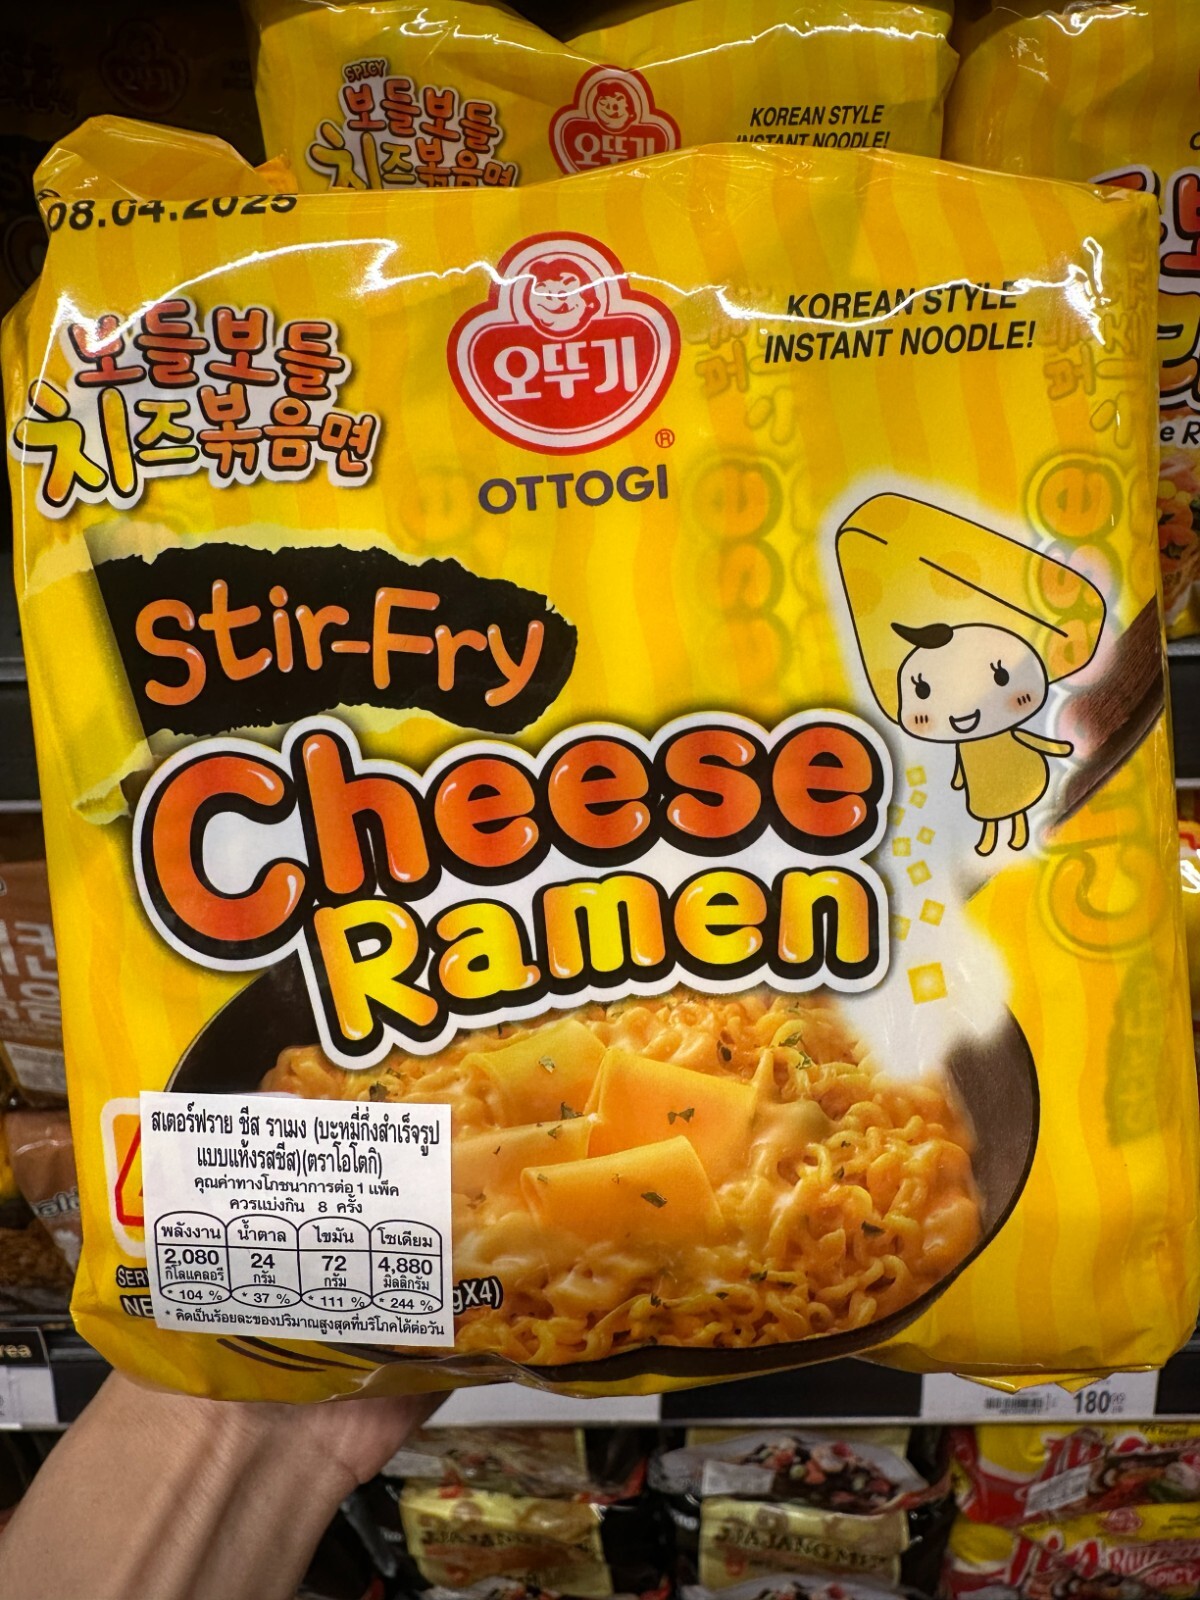 SPICY
보들보들
치즈볶음면
오뚜기
KOREAN STYLE
INSTANT NOODLE!
08.04.2025
보들보들
치즈볶음면
오뚜기
®
OTTOGI
KOREAN STYLE
INSTANT NOODLE!
Stir-Fry
Cheese
Ramen
สเตอร์ฟราย ชีส ราเมง (บะหมี่กึ่งสำเร็จรูป
แบบแห้งรสชีส)(ตราโอโตกิ)
คุณค่าทางโภชนาการต่อ 1 แพ็ค
ควรแบ่งกิน 8 ครั้ง
พลังงาน น้ำตาล ไขมัน โซเดียม
2,080 24 72 4,880
กิโลแคลอรี กรัม กรัม มิลลิกรัม
* 104 % * 37 % * 111 % * 244 %
* คิดเป็นร้อยละของปริมาณสูงสุดที่บริโภคได้ต่อวัน
SER
NE
gX4)
180